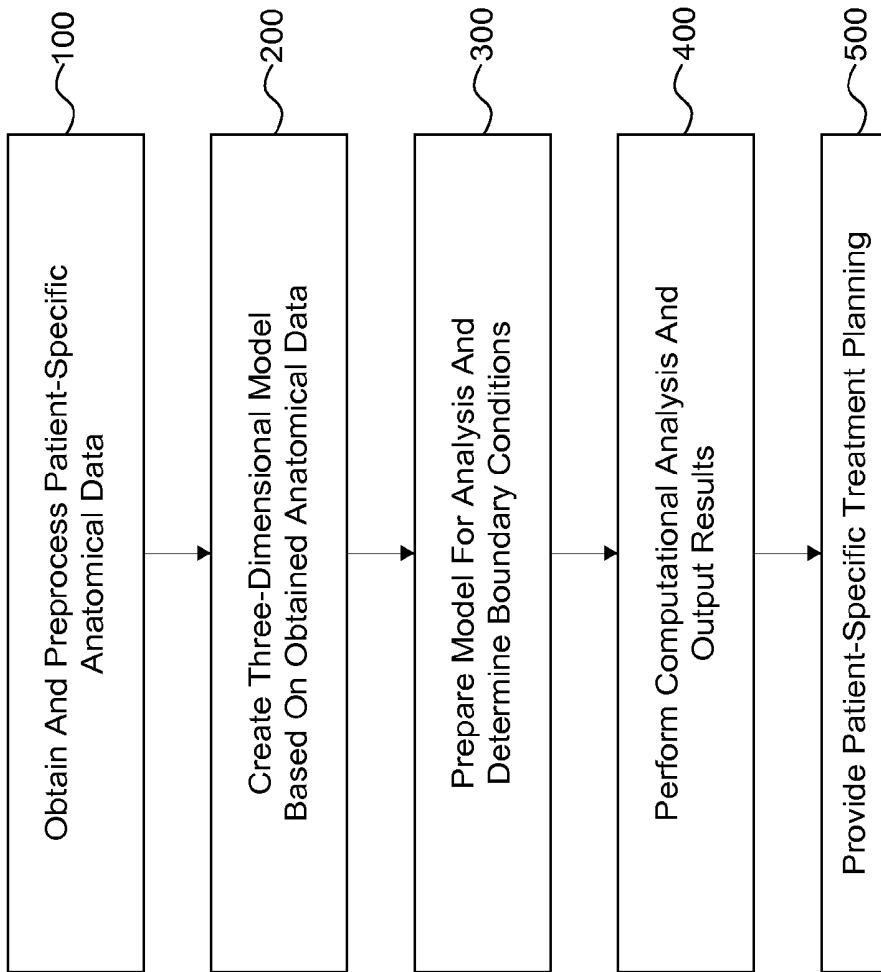 Obtain And Preprocess Patient-Specific
Anatomical Data
100
Create Three-Dimensional Model
Based On Obtained Anatomical Data
200
Prepare Model For Analysis And
Determine Boundary Conditions
300
Perform Computational Analysis And
Output Results
400
Provide Patient-Specific Treatment Planning
500